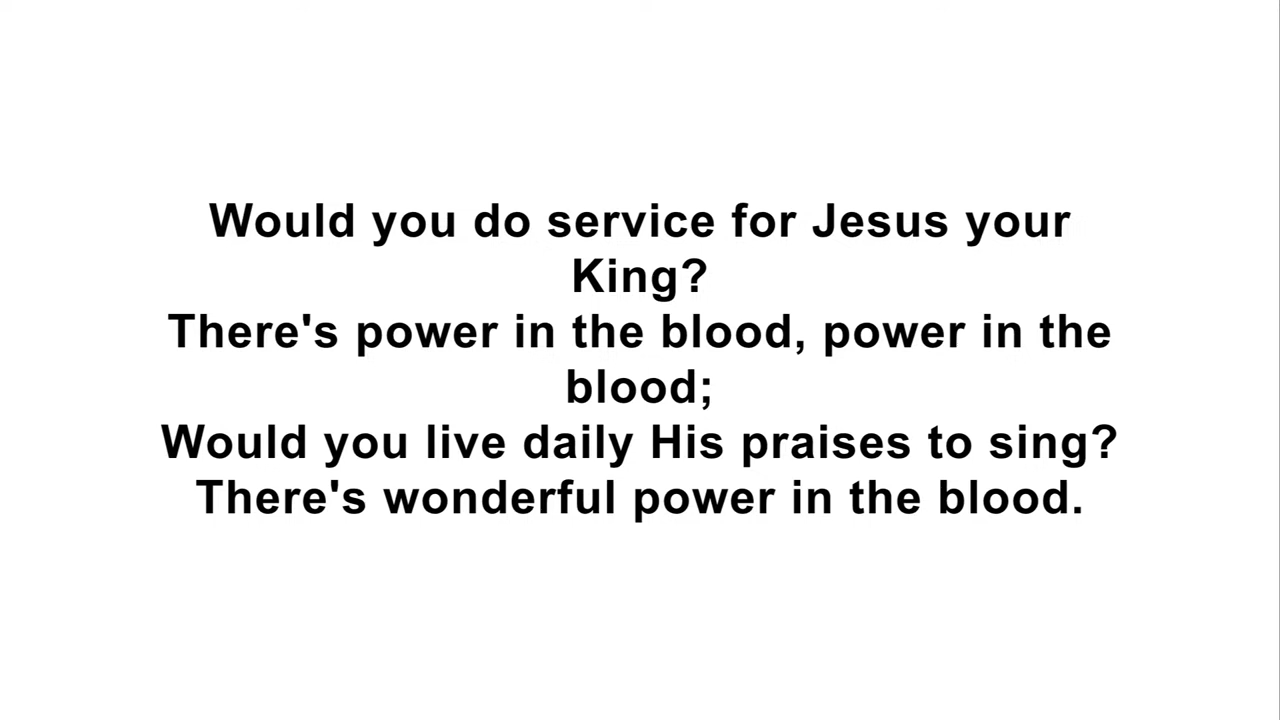 Would you do service for Jesus your
King?
There's power in the blood, power in the
blood;
Would you live daily His praises to sing?
There's wonderful power in the blood.